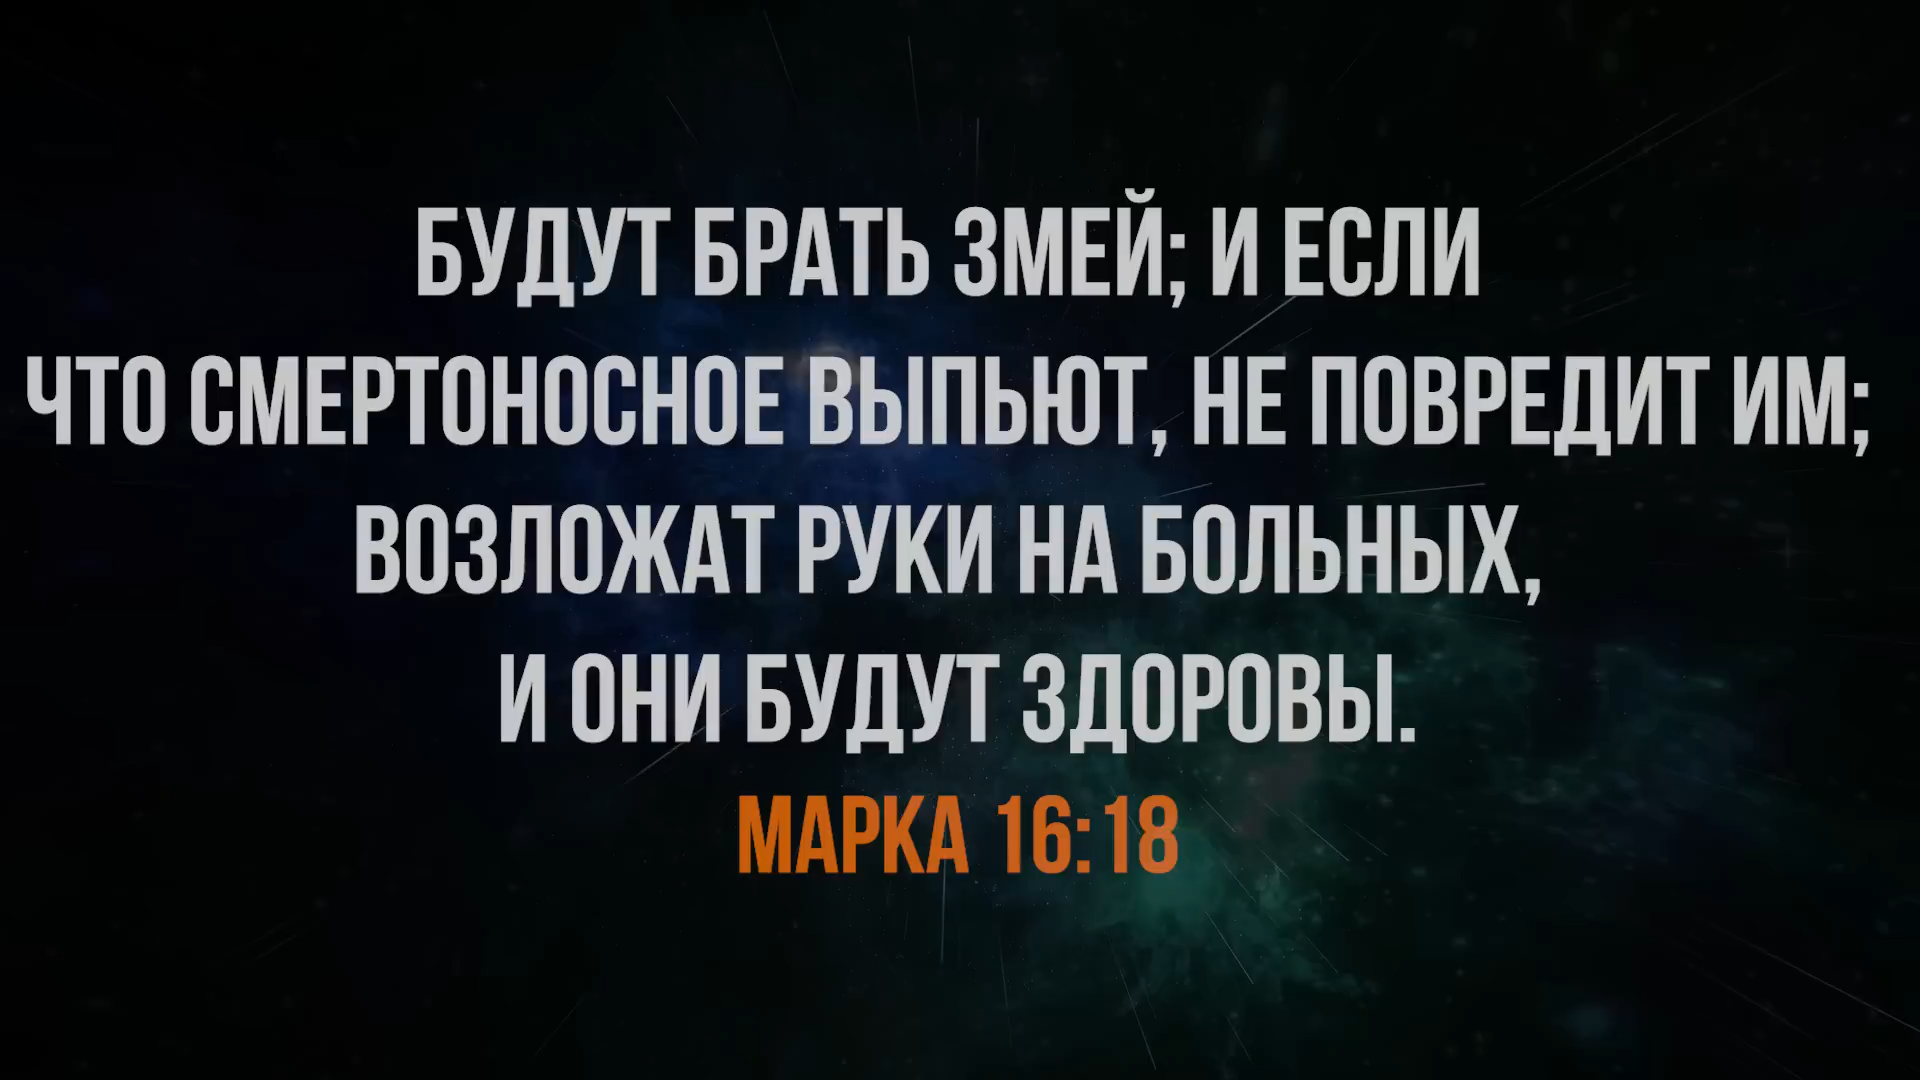 БУДУТ БРАТЬ ЗМЕЙ; И ЕСЛИ
ЧТО СМЕРТОНОСНОЕ ВЫПЬЮТ, НЕ ПОВРЕДИТ ИМ;
ВОЗЛОЖАТ РУКИ НА БОЛЬНЫХ,
И ОНИ БУДУТ ЗДОРОВЫ.
МАРКА 16:18